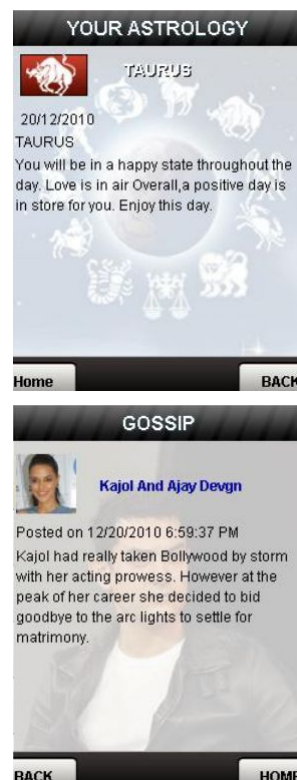 YOUR ASTROLOGY
TAURUS
20/12/2010
TAURUS
You will be in a happy state throughout the
day. Love is in air Overall,a positive day is
in store for you. Enjoy this day.
Home
BACK
GOSSIP
Kajol And Ajay Devgn
Posted on 12/20/2010 6:59:37 PM
Kajol had really taken Bollywood by storm
with her acting prowess. However at the
peak of her career she decided to bid
goodbye to the arc lights to settle for
matrimony.
BACK
HOME